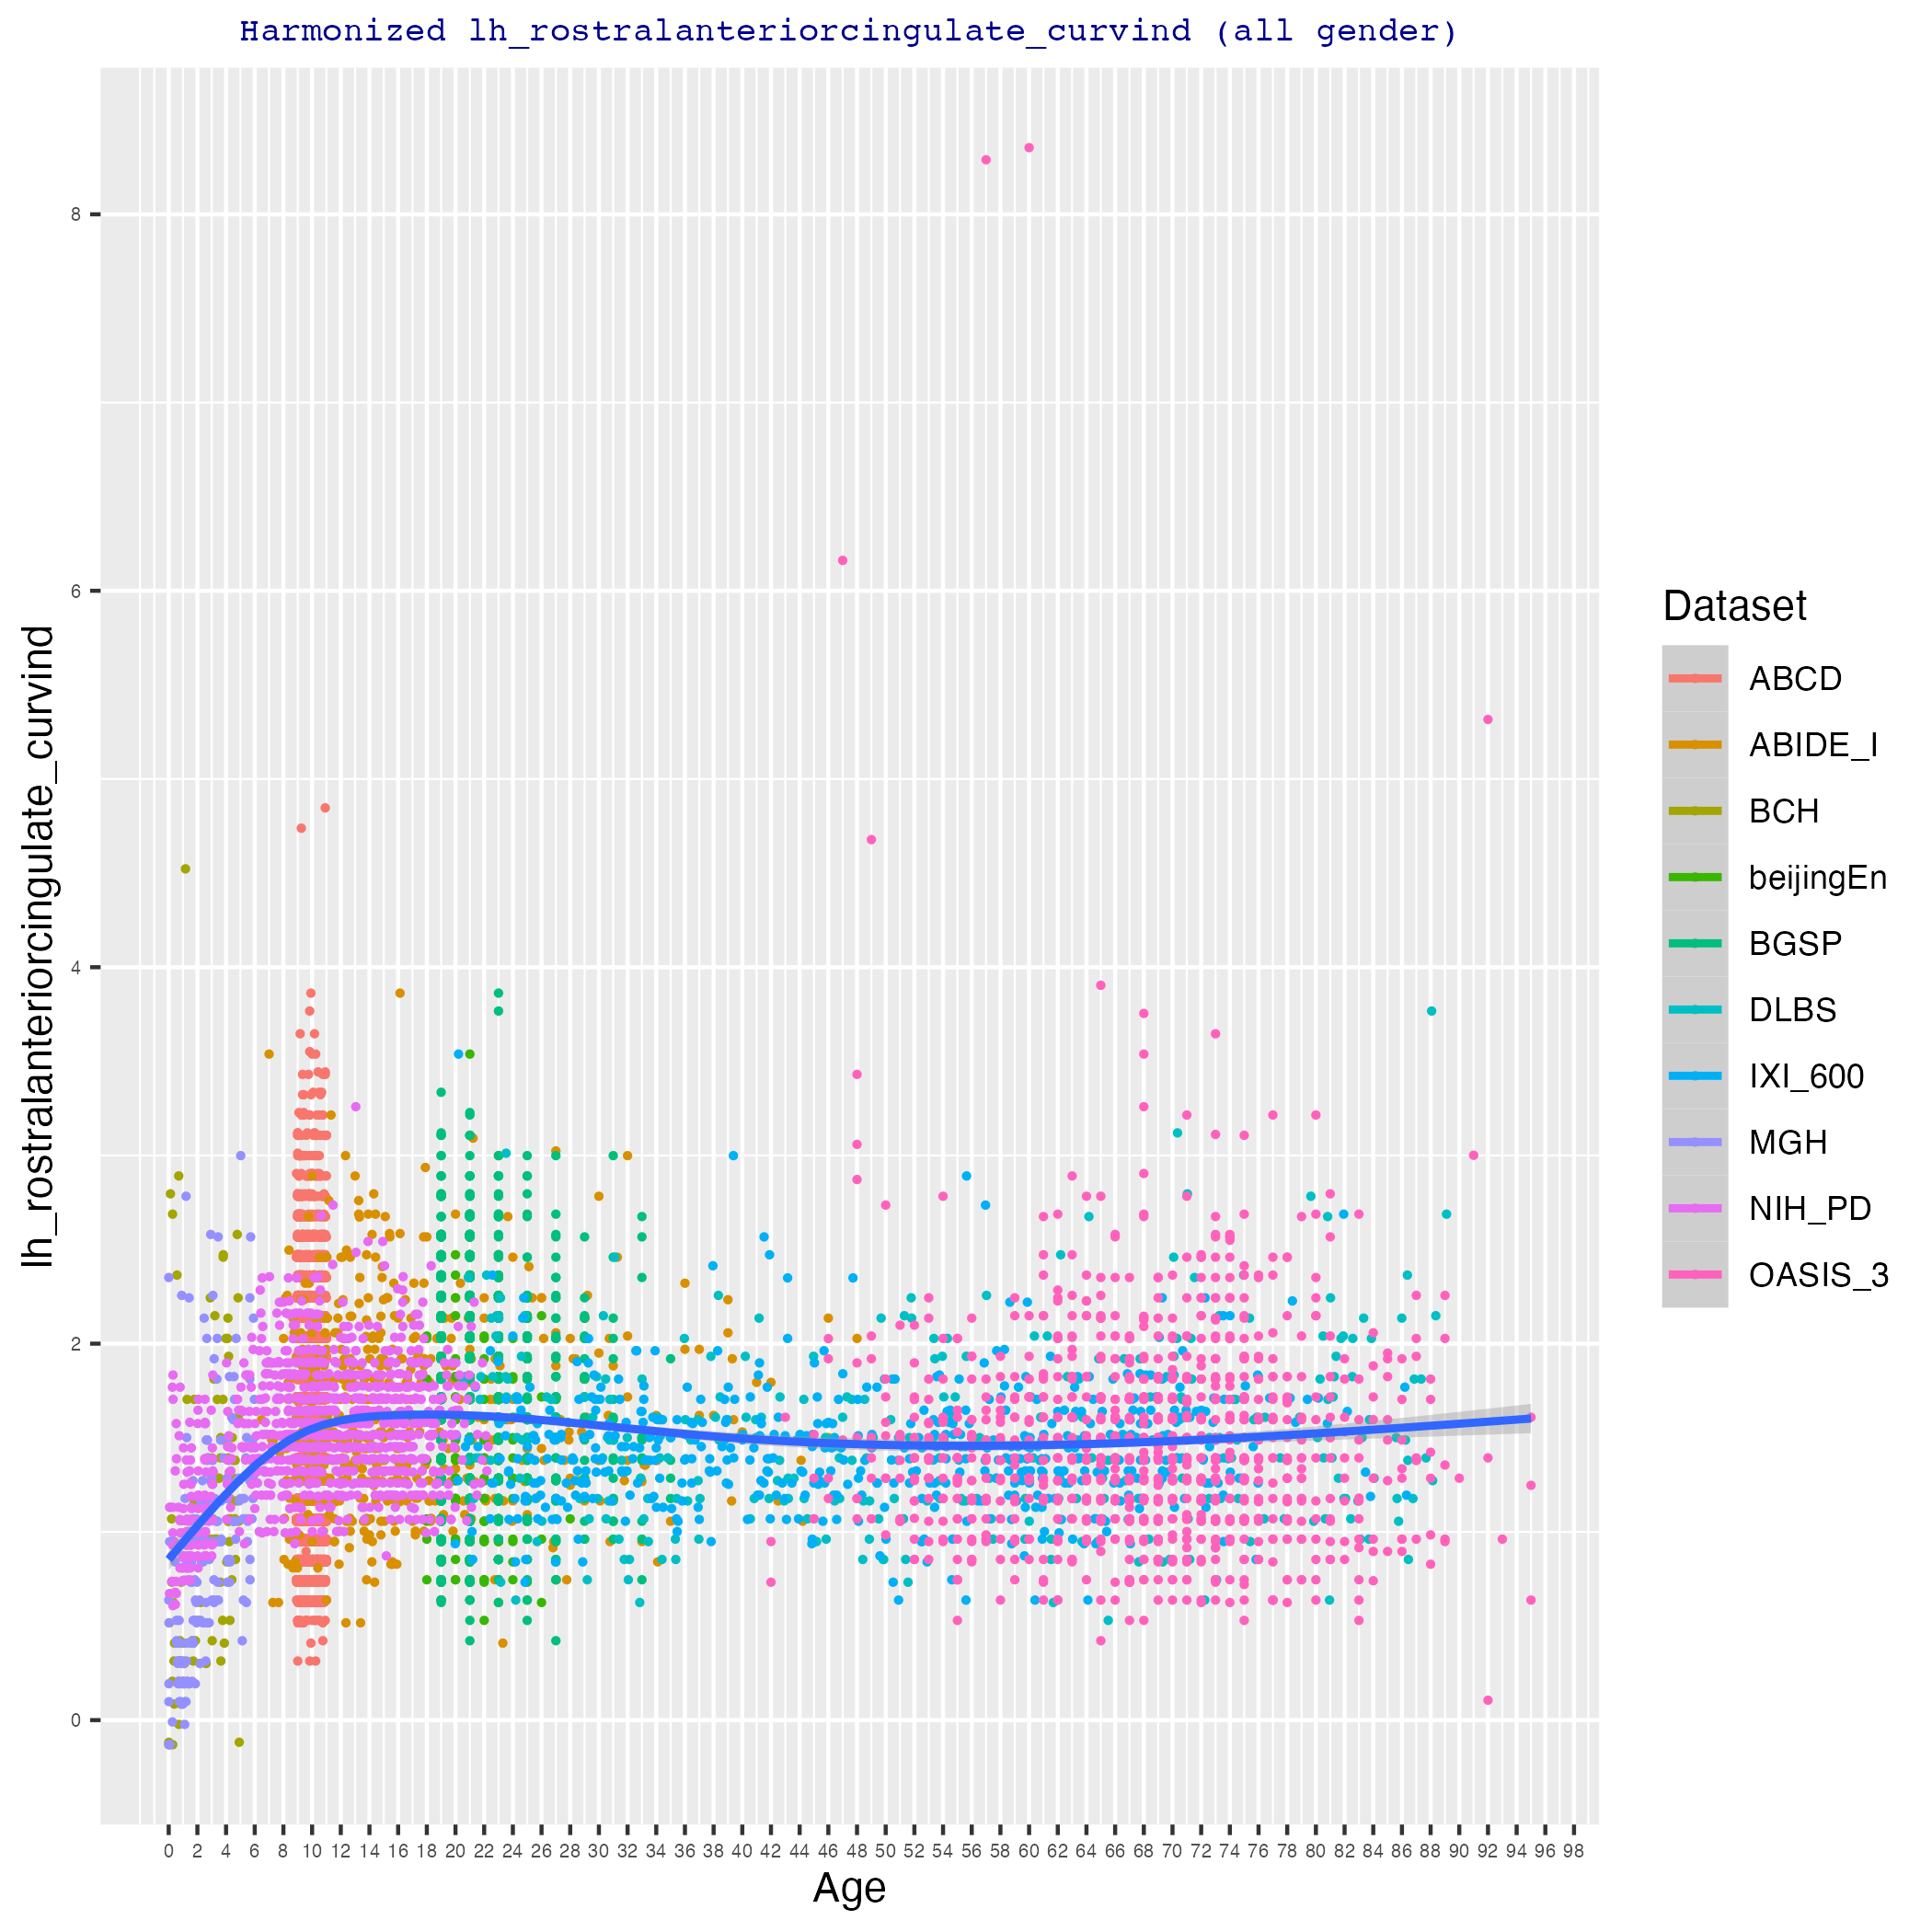 Harmonized lh_rostralanteriorcingulate_curvind (all gender)
lh_rostralanteriorcingulate_curvind
8
6
4
2
0
0 2 4 6 8 10 12 14 16 18 20 22 24 26 28 30 32 34 36 38 40 42 44 46 48 50 52 54 56 58 60 62 64 66 68 70 72 74 76 78 80 82 84 86 88 90 92 94 96 98
Age
Dataset
ABCD
ABIDE_I
BCH
beijingEn
BGSP
DLBS
IXI_600
MGH
NIH_PD
OASIS_3